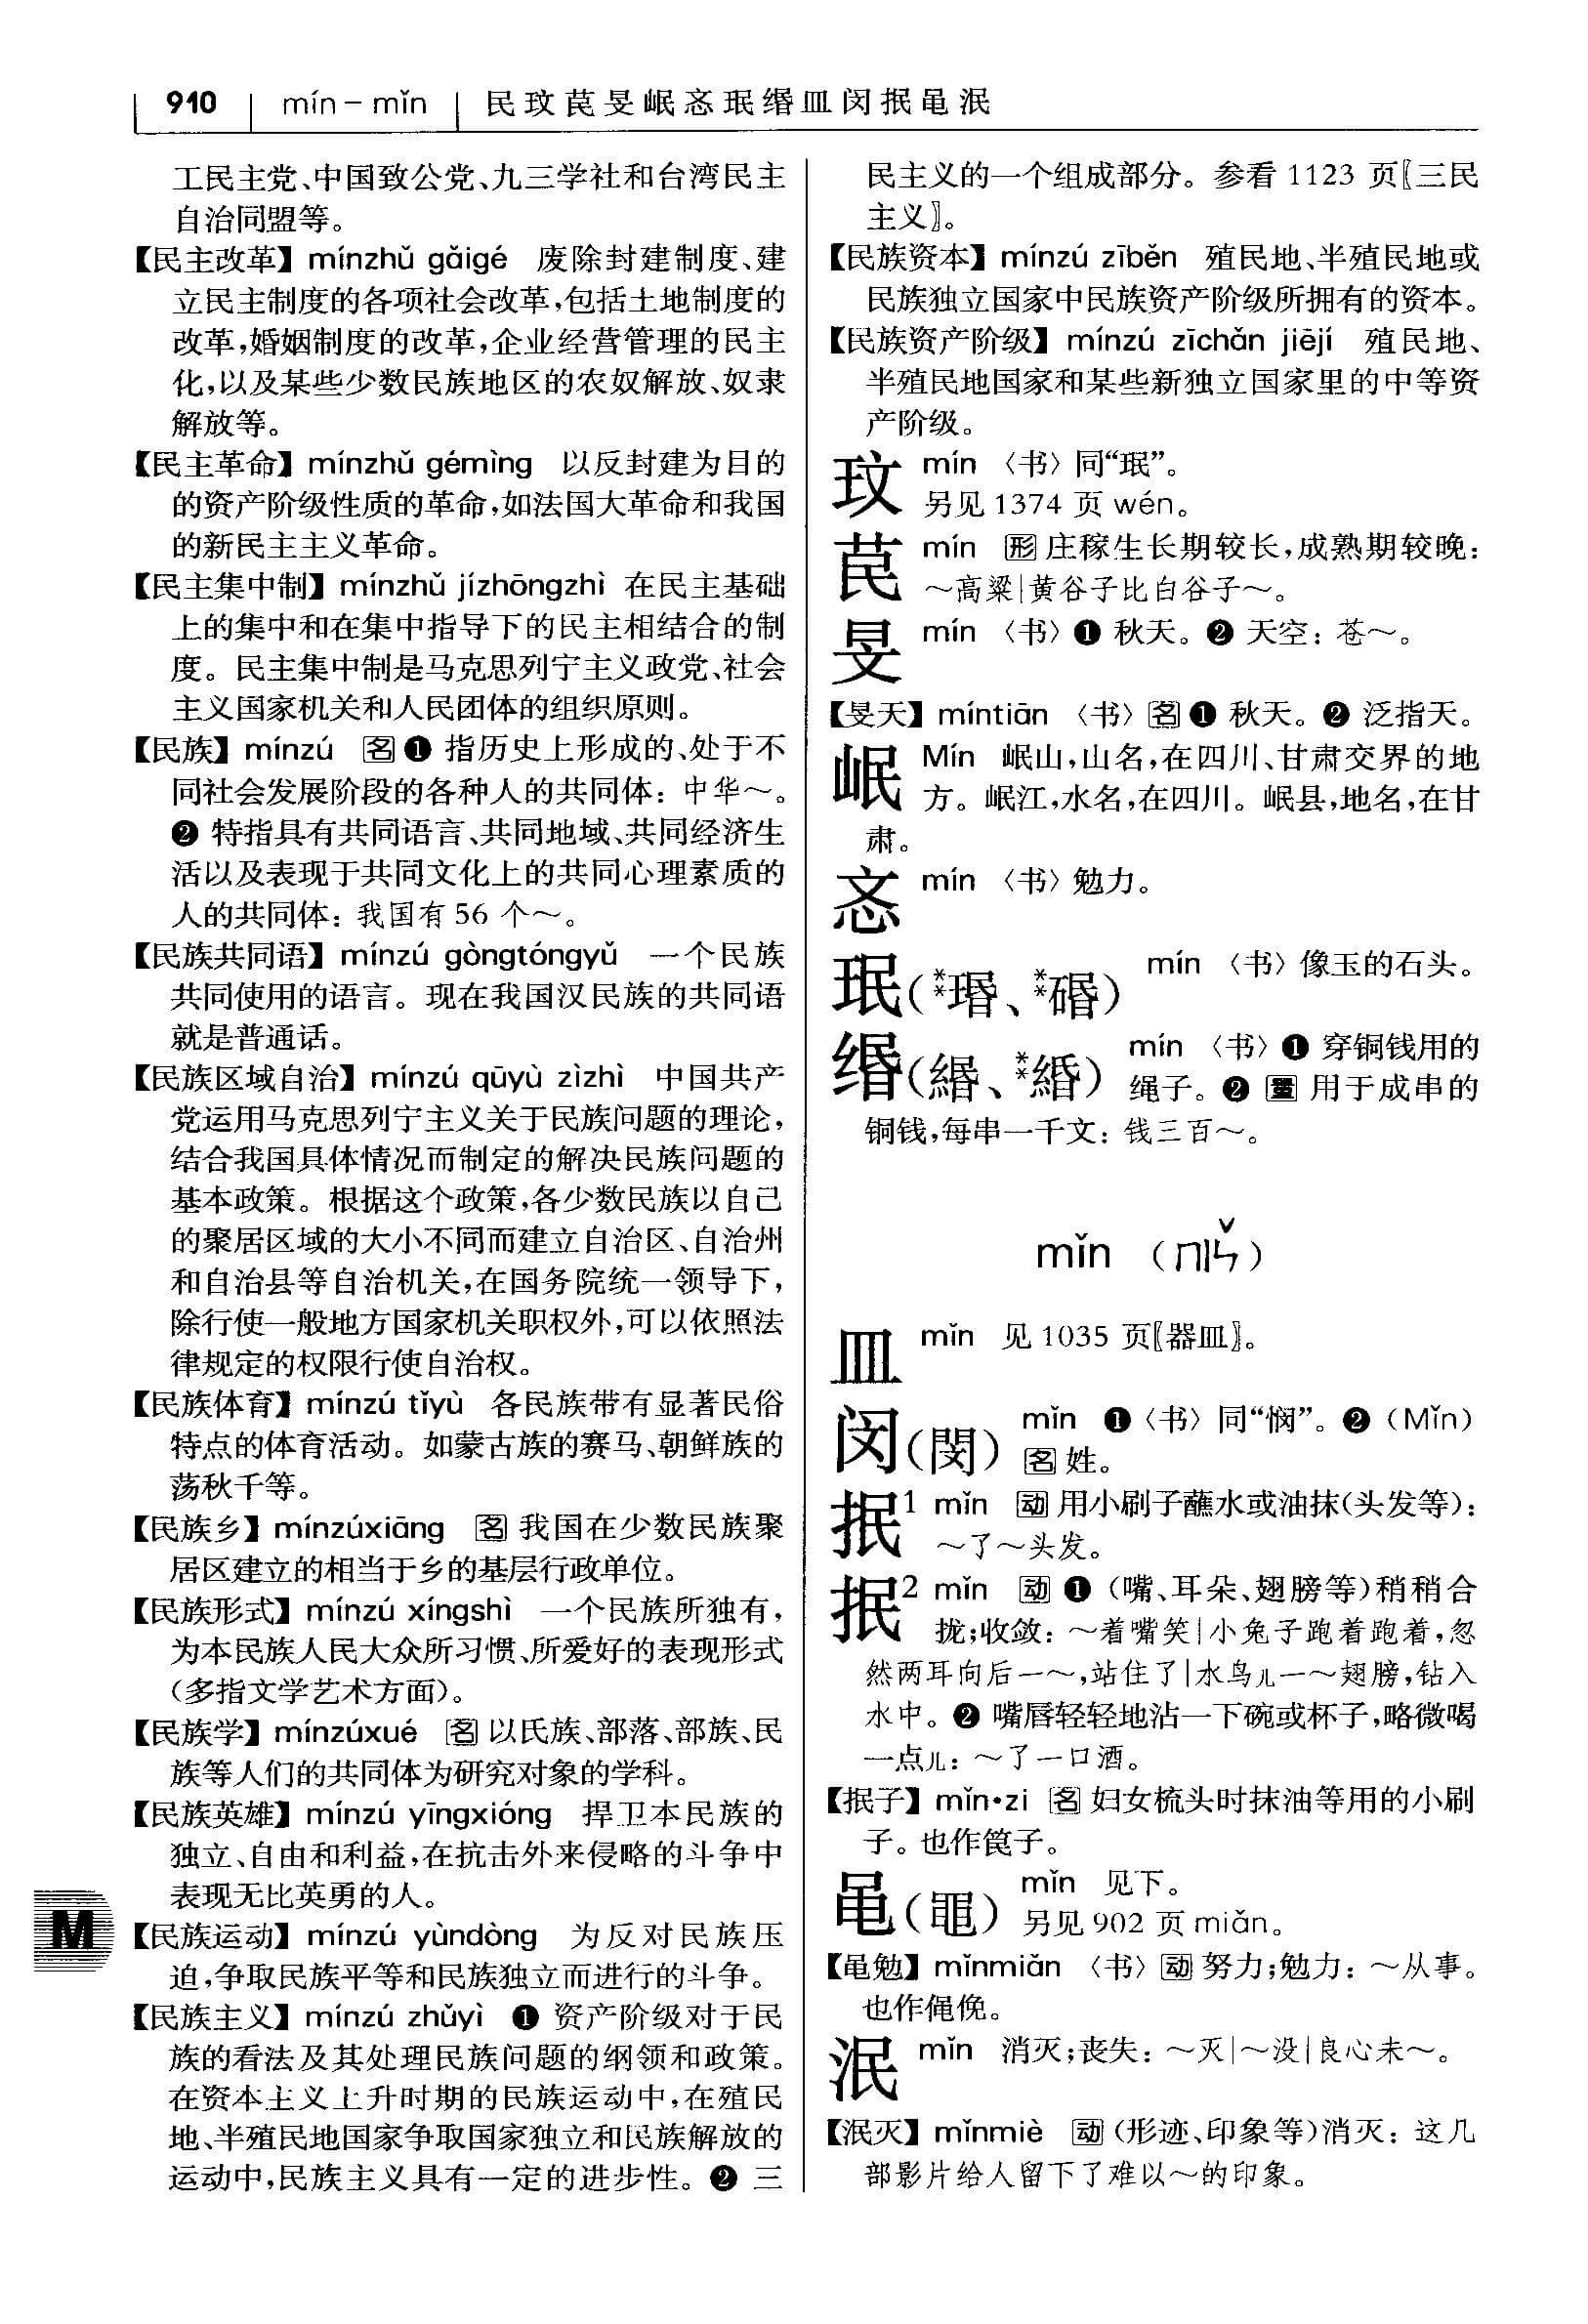 910 mín－mǐn 民玟苠旻岷忞珉缗皿闵抿黾泯
工民主党、中国致公党、九三学社和台湾民主
自治同盟等。
【民主改革】 mínzhǔ gǎigé 废除封建制度、建
立民主制度的各项社会改革,包括土地制度的
改革,婚姻制度的改革,企业经营管理的民主
化,以及某些少数民族地区的农奴解放、奴隶
解放等。
【民主革命】 mínzhǔ gémìng 以反封建为目的
的资产阶级性质的革命,如法国大革命和我国
的新民主主义革命。
【民主集中制】 mínzhǔ jízhōngzhì 在民主基础
上的集中和在集中指导下的民主相结合的制
度。民主集中制是马克思列宁主义政党、社会
主义国家机关和人民团体的组织原则。
【民族】 mínzú 名❶ 指历史上形成的、处于不
同社会发展阶段的各种人的共同体：中华～。
❷ 特指具有共同语言、共同地域、共同经济生
活以及表现于共同文化上的共同心理素质的
人的共同体：我国有 56 个～。
【民族共同语】 mínzú gòngtóngyǔ 一个民族
共同使用的语言。现在我国汉民族的共同语
就是普通话。
【民族区域自治】 mínzú qūyù zìzhì 中国共产
党运用马克思列宁主义关于民族问题的理论,
结合我国具体情况而制定的解决民族问题的
基本政策。根据这个政策,各少数民族以自己
的聚居区域的大小不同而建立自治区、自治州
和自治县等自治机关,在国务院统一领导下,
除行使一般地方国家机关职权外,可以依照法
律规定的权限行使自治权。
【民族体育】 mínzú tǐyù 各民族带有显著民俗
特点的体育活动。如蒙古族的赛马、朝鲜族的
荡秋千等。
【民族乡】 mínzúxiāng 名 我国在少数民族聚
居区建立的相当于乡的基层行政单位。
【民族形式】 mínzú xíngshì 一个民族所独有,
为本民族人民大众所习惯、所爱好的表现形式
(多指文学艺术方面)。
【民族学】 mínzúxué 名 以氏族、部落、部族、民
族等人们的共同体为研究对象的学科。
【民族英雄】 mínzú yīngxióng 捍卫本民族的
独立、自由和利益,在抗击外来侵略的斗争中
表现无比英勇的人。
M
【民族运动】 mínzú yùndòng 为反对民族压
迫,争取民族平等和民族独立而进行的斗争。
【民族主义】 mínzú zhǔyì ❶ 资产阶级对于民
族的看法及其处理民族问题的纲领和政策。
在资本主义上升时期的民族运动中,在殖民
地、半殖民地国家争取国家独立和民族解放的
运动中,民族主义具有一定的进步性。❷ 三
民主义的一个组成部分。参看 1123 页〖三民
主义〗。
【民族资本】 mínzú zīběn 殖民地、半殖民地或
民族独立国家中民族资产阶级所拥有的资本。
【民族资产阶级】 mínzú zīchǎn jiējí 殖民地、
半殖民地国家和某些新独立国家里的中等资
产阶级。
玟 mín 〈书〉同“珉”。
另见 1374 页 wén。
苠 mín 形 庄稼生长期较长,成熟期较晚：
～高粱|黄谷子比白谷子～。
旻 mín 〈书〉❶ 秋天。❷ 天空：苍～。
【旻天】 míntiān 〈书〉名❶ 秋天。❷ 泛指天。
岷 Mín 岷山,山名,在四川、甘肃交界的地
方。岷江,水名,在四川。岷县,地名,在甘
肃。
忞 mín 〈书〉勉力。
珉(**瑉、**碈) mín 〈书〉像玉的石头。
缗(緡、**緍) mín 〈书〉❶ 穿铜钱用的
绳子。❷ 量 用于成串的
铜钱,每串一千文：钱三百～。
mǐn (ㄇㄧㄣˇ)
皿 mǐn 见 1035 页〖器皿〗。
闵(閔) mǐn ❶〈书〉同“悯”。❷ (Mǐn)
名 姓。
抿1 mǐn 动 用小刷子蘸水或油抹(头发等)：
～了～头发。
抿2 mǐn 动❶ (嘴、耳朵、翅膀等)稍稍合
拢;收敛：～着嘴笑|小兔子跑着跑着,忽
然两耳向后一～,站住了|水鸟儿一～翅膀,钻入
水中。❷ 嘴唇轻轻地沾一下碗或杯子,略微喝
一点儿：～了一口酒。
【抿子】 mǐn•zi 名 妇女梳头时抹油等用的小刷
子。也作笢子。
黾(黽) mǐn 见下。
另见 902 页 miǎn。
【黾勉】 mǐnmiǎn 〈书〉动 努力;勉力：～从事。
也作僶俛。
泯 mǐn 消灭;丧失：～灭|～没|良心未～。
【泯灭】 mǐnmiè 动 (形迹、印象等)消灭：这几
部影片给人留下了难以～的印象。